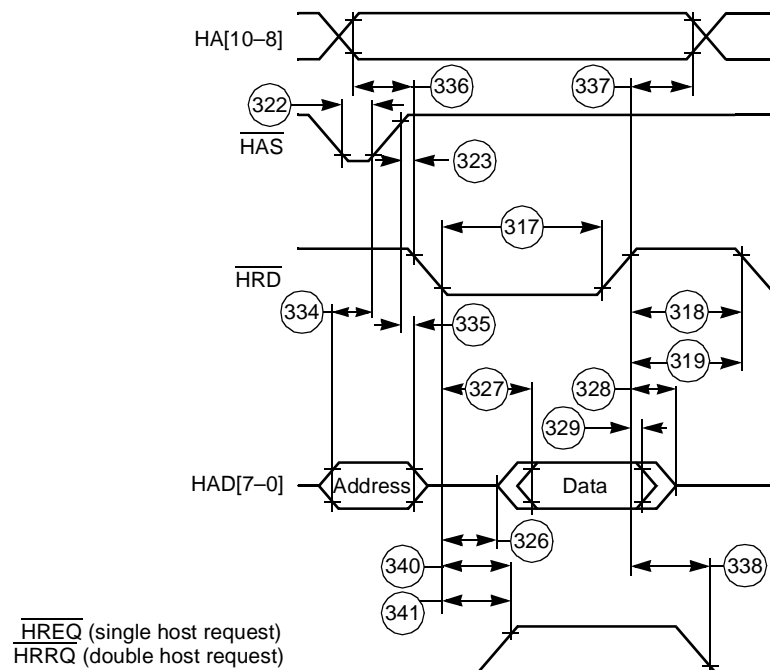 HA[10–8]
336
337
322
HAS
323
317
HRD
334
335
318
319
327
328
329
HAD[7–0]
Address
Data
326
340
338
341
HREQ (single host request)
HRRQ (double host request)